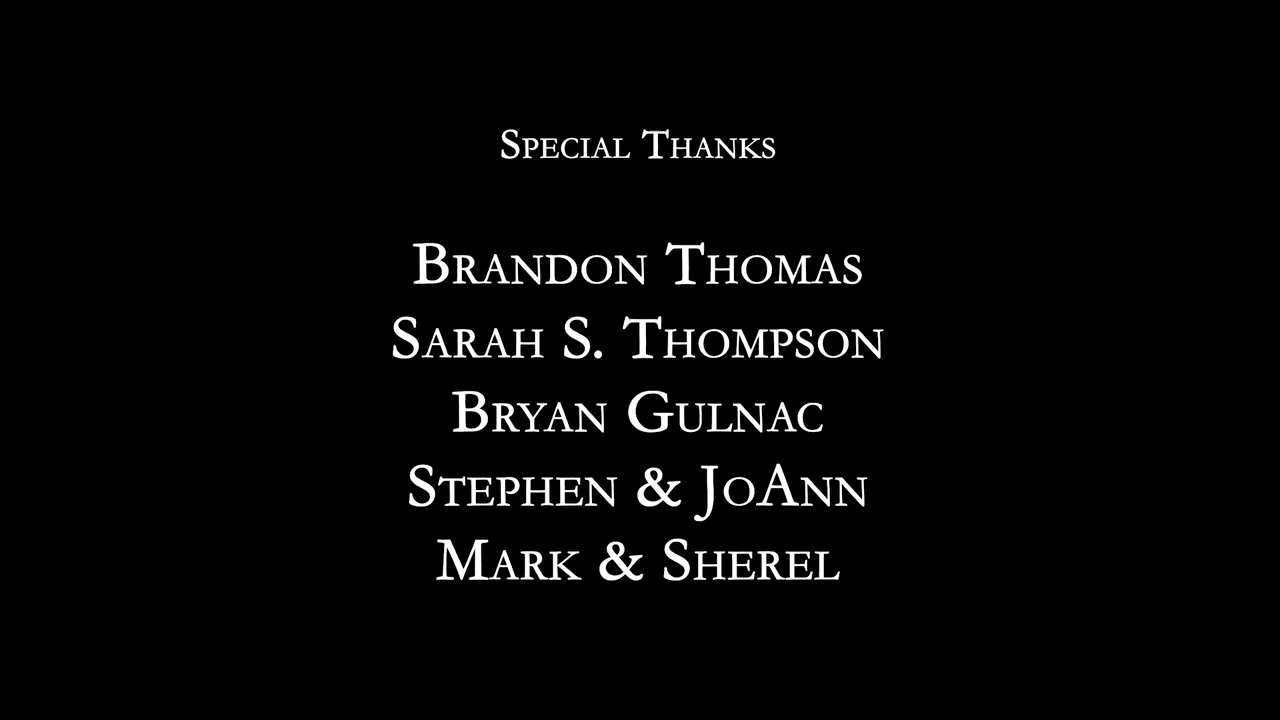 Special Thanks
Brandon Thomas
Sarah S. Thompson
Bryan Gulnac
Stephen & JoAnn
Mark & Sherel